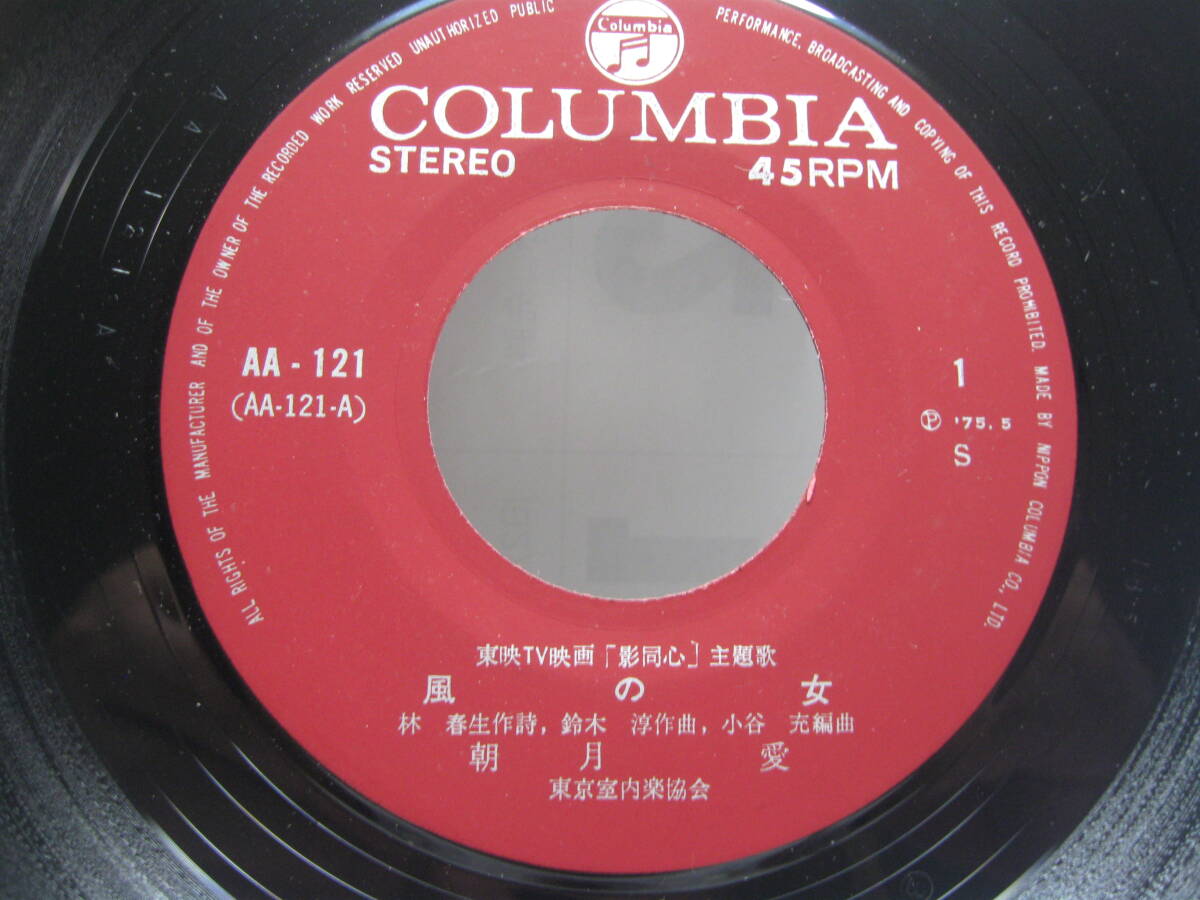 Columbia
COLUMBIA
STEREO
45RPM
ALL RIGHTS OF THE MANUFACTURER AND OF THE OWNER OF THE RECORDED WORK RESERVED UNAUTHORIZED PUBLIC PERFORMANCE, BROADCASTING AND COPYING OF THIS RECORD PROHIBITED. MADE BY NIPPON COLUMBIA CO., LTD.
AA-121
(AA-121-A)
1
Ⓟ '75.5
S
東映TV映画「影同心」主題歌
風の女
林 春生作詩, 鈴木 淳作曲, 小谷 充編曲
朝月 愛
東京室内楽協会
A A 1 2 1 A